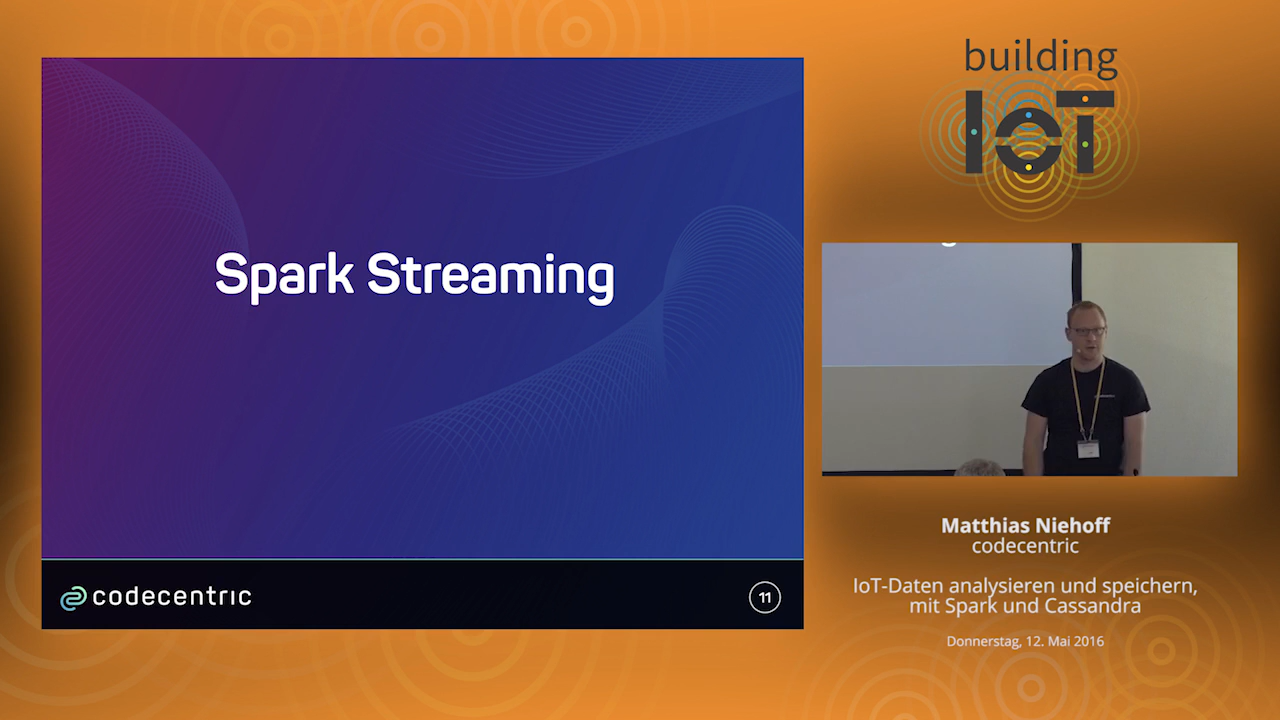 Spark Streaming
codecentric
11
building
IoT
Matthias Niehoff
codecentric
IoT-Daten analysieren und speichern,
mit Spark und Cassandra
Donnerstag, 12. Mai 2016